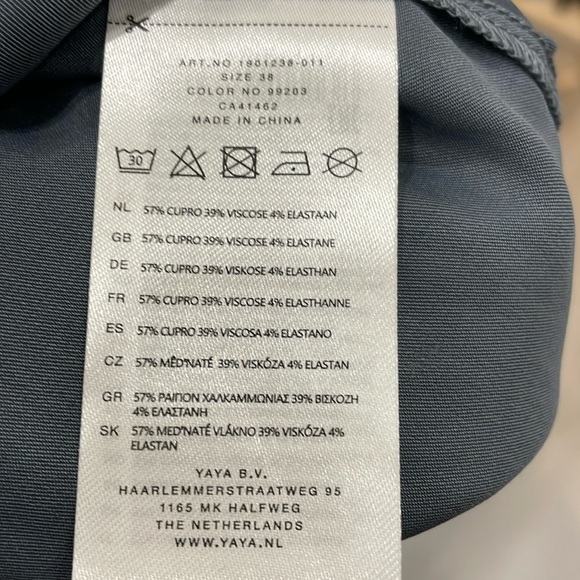 ART.NO 1901238-011
SIZE 38
COLOR NO 99203
CA41462
MADE IN CHINA
30
NL 57% CUPRO 39% VISCOSE 4% ELASTAAN
GB 57% CUPRO 39% VISCOSE 4% ELASTANE
DE 57% CUPRO 39% VISKOSE 4% ELASTHAN
FR 57% CUPRO 39% VISCOSE 4% ELASTHANNE
ES 57% CUPRO 39% VISCOSA 4% ELASTANO
CZ 57% MĚĎNATÉ 39% VISKÓZA 4% ELASTAN
GR 57% ΡΑΙΓΙΟΝ ΧΑΛΚΑΜΜΩΝΙΑΣ 39% ΒΙΣΚΟΖΗ
4% ΕΛΑΣΤΑΝΗ
SK 57% MEĎNATÉ VLÁKNO 39% VISKÓZA 4%
ELASTAN
YAYA B.V.
HAARLEMMERSTRAATWEG 95
1165 MK HALFWEG
THE NETHERLANDS
WWW.YAYA.NL